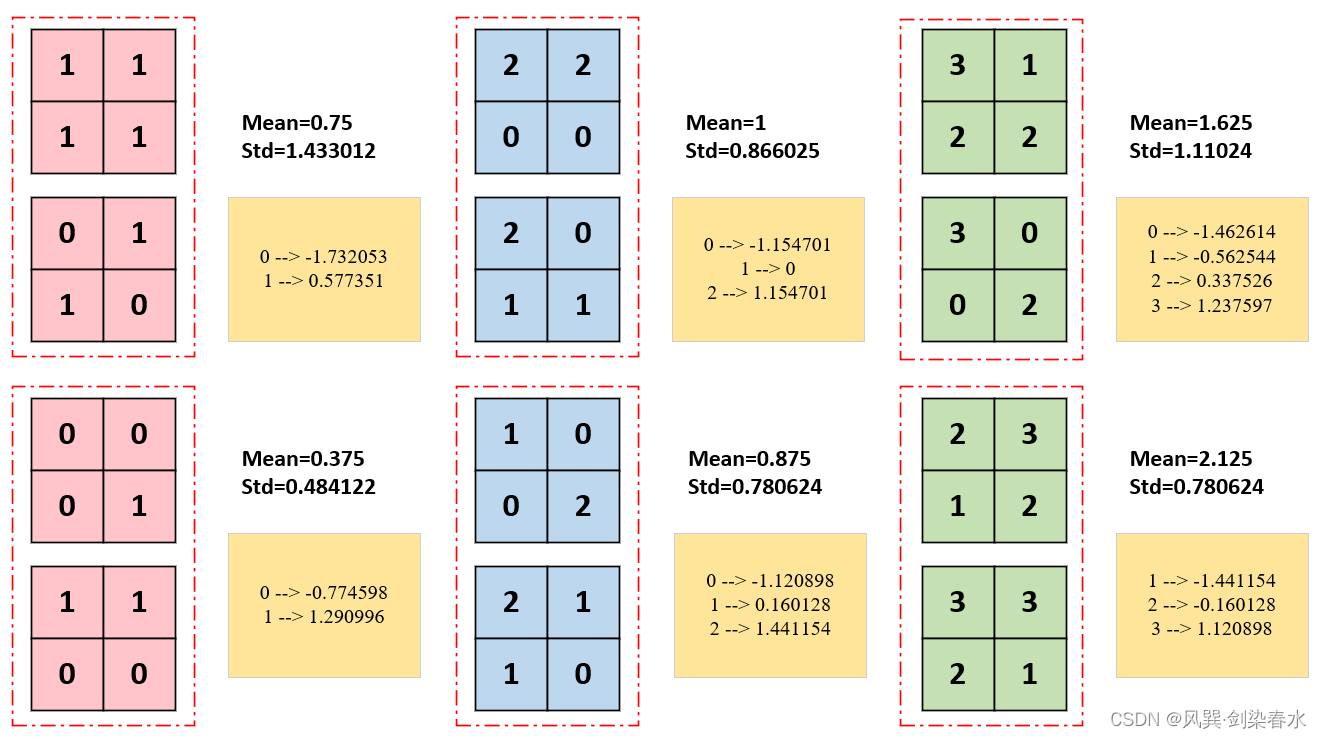 1 1
1 1
0 1
1 0
Mean=0.75
Std=1.433012
0 --> -1.732053
1 --> 0.577351
2 2
0 0
2 0
1 1
Mean=1
Std=0.866025
0 --> -1.154701
1 --> 0
2 --> 1.154701
3 1
2 2
3 0
0 2
Mean=1.625
Std=1.11024
0 --> -1.462614
1 --> -0.562544
2 --> 0.337526
3 --> 1.237597
0 0
0 1
1 1
0 0
Mean=0.375
Std=0.484122
0 --> -0.774598
1 --> 1.290996
1 0
0 2
2 1
1 0
Mean=0.875
Std=0.780624
0 --> -1.120898
1 --> 0.160128
2 --> 1.441154
2 3
1 2
3 3
2 1
Mean=2.125
Std=0.780624
1 --> -1.441154
2 --> -0.160128
3 --> 1.120898
CSDN @风巽·剑染春水